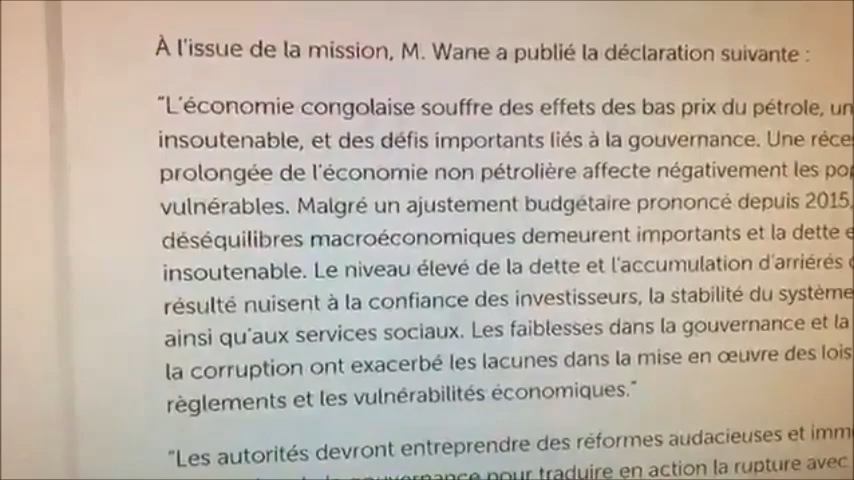 À l'issue de la mission, M. Wane a publié la déclaration suivante :
"L'économie congolaise souffre des effets des bas prix du pétrole, un
insoutenable, et des défis importants liés à la gouvernance. Une
prolongée de l'économie non pétrolière affecte négativement les
vulnérables. Malgré un ajustement budgétaire prononcé depuis 2015,
déséquilibres macroéconomiques demeurent importants et la dette
insoutenable. Le niveau élevé de la dette et l'accumulation d'arriérés
résulté nuisent à la confiance des investisseurs, la stabilité du système
ainsi qu'aux services sociaux. Les faiblesses dans la gouvernance et la
la corruption ont exacerbé les lacunes dans la mise en œuvre des lois
règlements et les vulnérabilités économiques."
"Les autorités devront entreprendre des réformes audacieuses et
gouvernance pour traduire en action la rupture avec